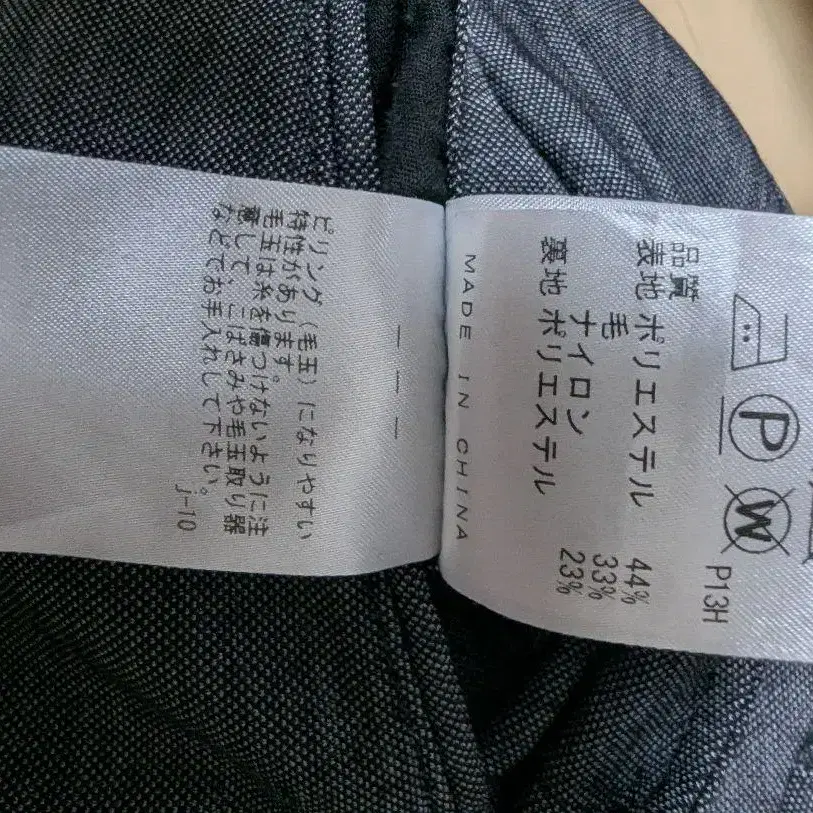 P
W
P13H
品質
表地 ポリエステル 44%
毛 33%
ナイロン 23%
裏地 ポリエステル
MADE IN CHINA
ピリング(毛玉)になりやすい
特性があります
毛玉は糸を傷つけないように注
意して、こばさみや毛玉取り器
などでお手入れして下さい。
j-10